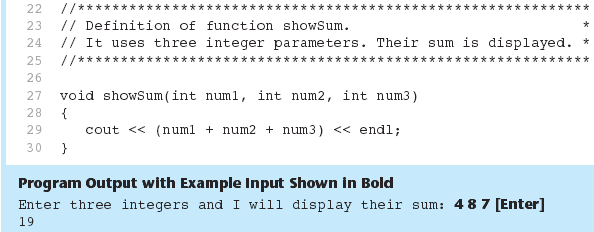 22 //************************************************************
23 // Definition of function showSum. *
24 // It uses three integer parameters. Their sum is displayed. *
25 //************************************************************
26
27 void showSum(int num1, int num2, int num3)
28 {
29 cout << (num1 + num2 + num3) << endl;
30 }
Program Output with Example Input Shown in Bold
Enter three integers and I will display their sum: 4 8 7 [Enter]
19